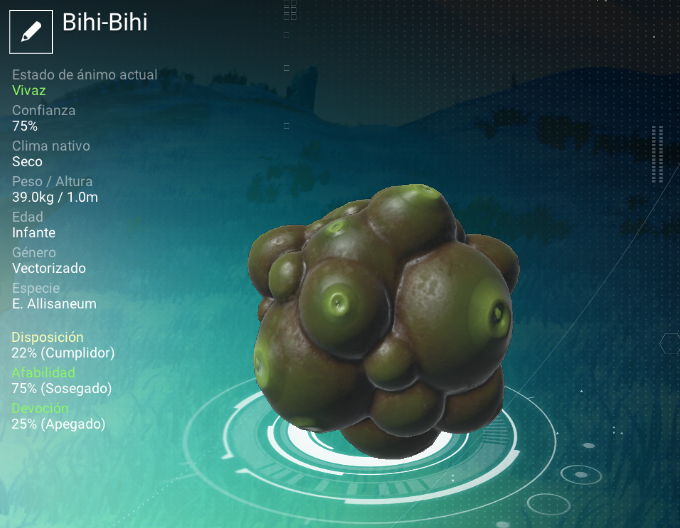 Bihi-Bihi
Estado de ánimo actual
Vivaz
Confianza
75%
Clima nativo
Seco
Peso / Altura
39.0kg / 1.0m
Edad
Infante
Género
Vectorizado
Especie
E. Allisaneum
Disposición
22% (Cumplidor)
Afabilidad
75% (Sosegado)
Devoción
25% (Apegado)